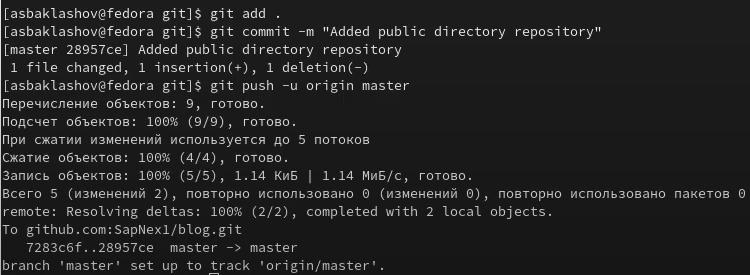 [asbaklashov@fedora git]$ git add .
[asbaklashov@fedora git]$ git commit -m "Added public directory repository"
[master 28957ce] Added public directory repository
 1 file changed, 1 insertion(+), 1 deletion(-)
[asbaklashov@fedora git]$ git push -u origin master
Перечисление объектов: 9, готово.
Подсчет объектов: 100% (9/9), готово.
При сжатии изменений используется до 5 потоков
Сжатие объектов: 100% (4/4), готово.
Запись объектов: 100% (5/5), 1.14 КиБ | 1.14 МиБ/с, готово.
Всего 5 (изменений 2), повторно использовано 0 (изменений 0), повторно использовано пакетов 0
remote: Resolving deltas: 100% (2/2), completed with 2 local objects.
To github.com:SapNex1/blog.git
   7283c6f..28957ce  master -> master
branch 'master' set up to track 'origin/master'.